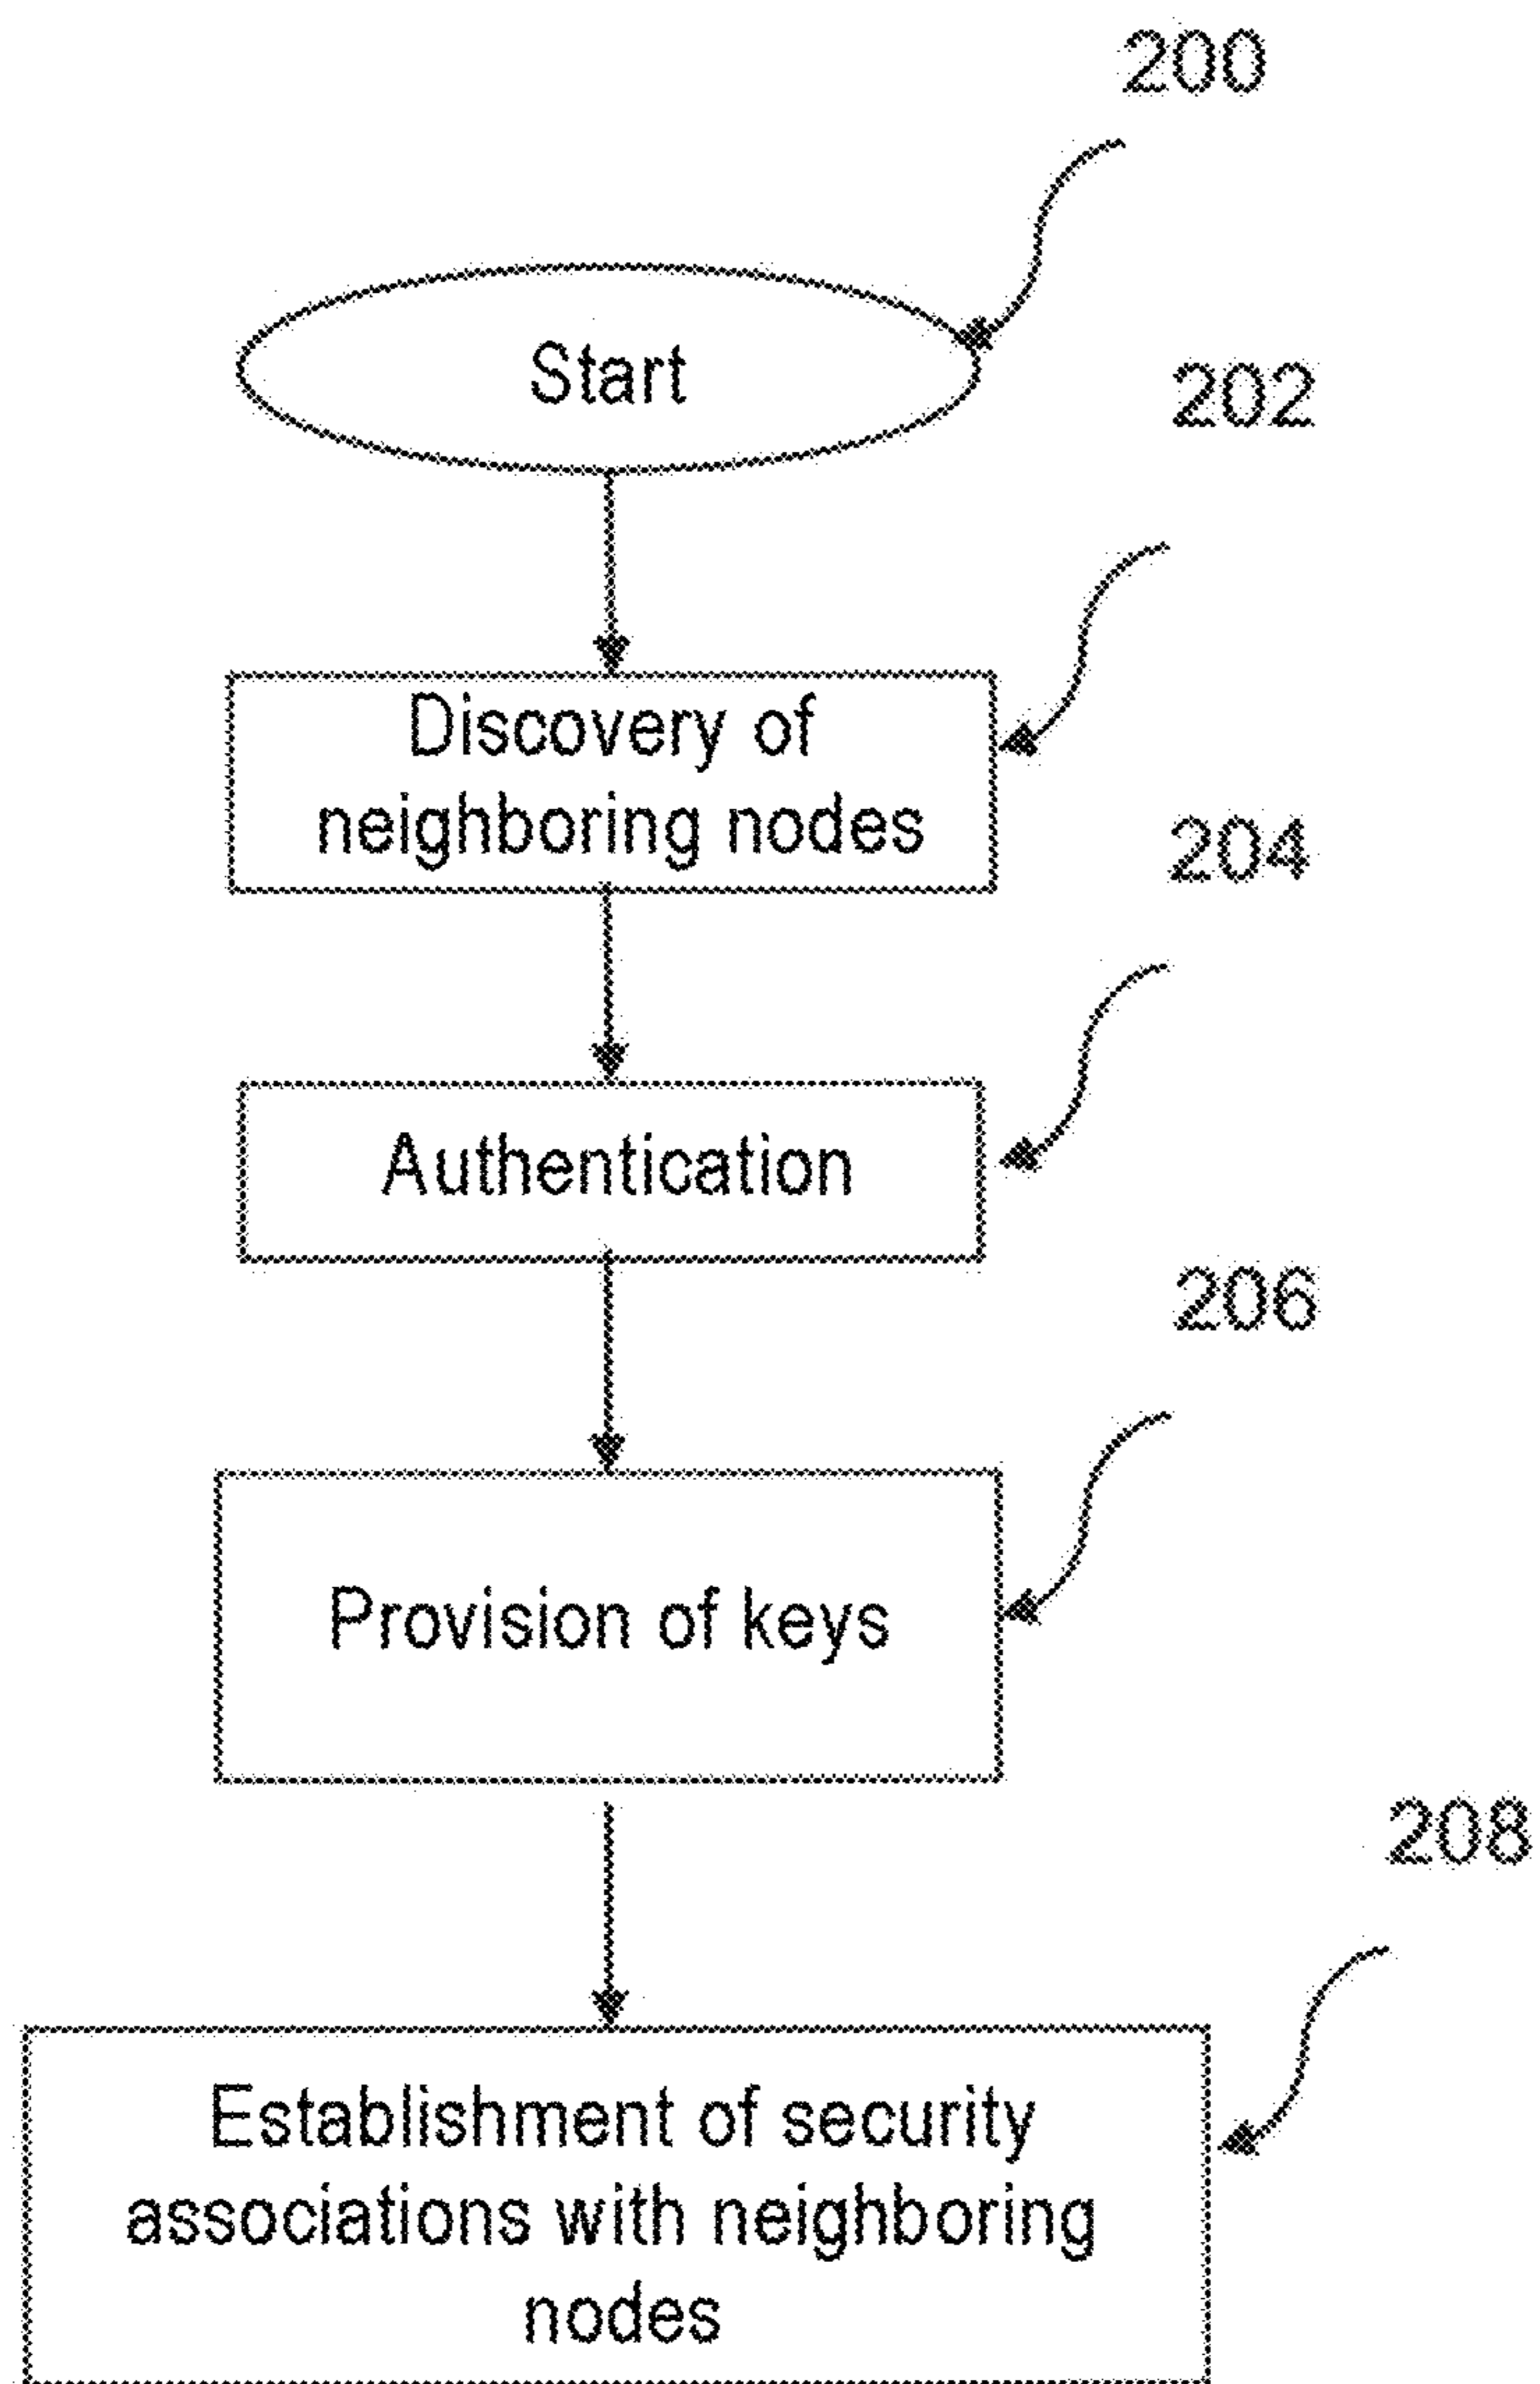 200
Start
202
Discovery of
neighboring nodes
204
Authentication
206
Provision of keys
208
Establishment of security
associations with neighboring
nodes